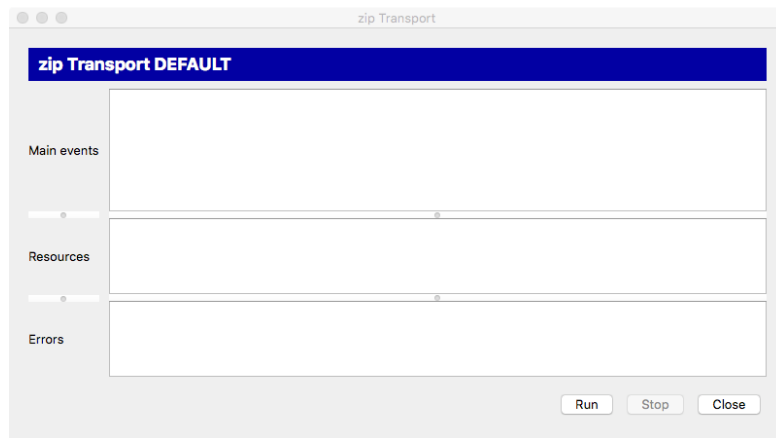 zip Transport
zip Transport DEFAULT
Main events
Resources
Errors
Run Stop Close